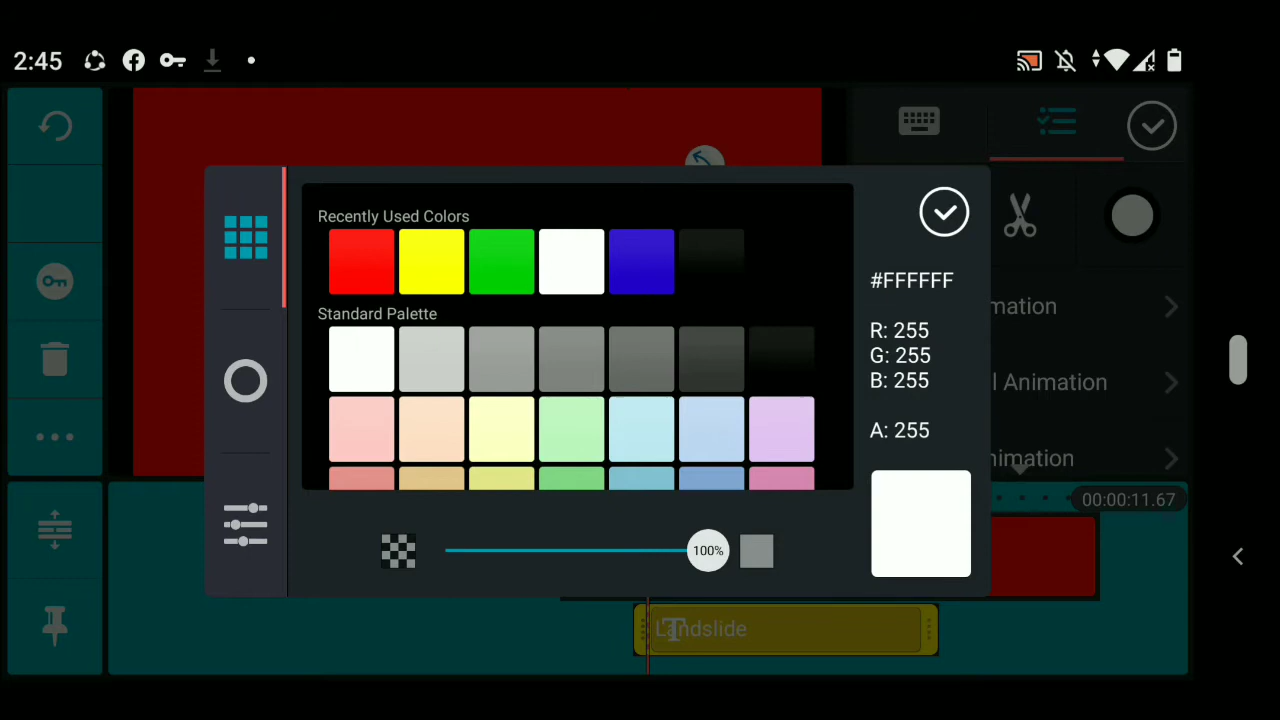 2:45
Recently Used Colors
Standard Palette
#FFFFFF
R: 255
G: 255
B: 255
A: 255
100%
mation
l Animation
nimation
00:00:11.67
Landslide